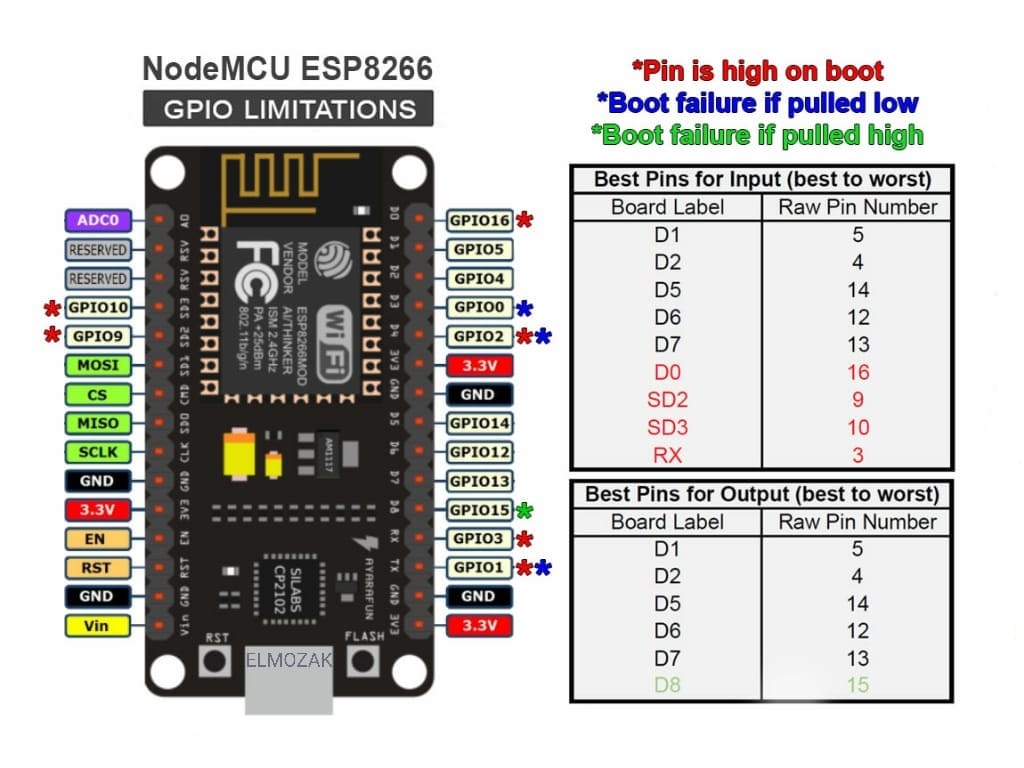 NodeMCU ESP8266
GPIO LIMITATIONS
*Pin is high on boot
*Boot failure if pulled low
*Boot failure if pulled high
ADC0
RESERVED
RESERVED
* GPIO10
* GPIO9
MOSI
CS
MISO
SCLK
GND
3.3V
EN
RST
GND
Vin
A0
RSV
RSV
SD3
SD2
SD1
CMD
SD0
CLK
GND
3V3
EN
RST
GND
Vin
FCC
MODEL
VENDOR
ISM 2.4GHz
PA +25dBm
802.11b/g/n
ESP8266MOD
AI/THINKER
WiFi
AM1117
SILABS
CP2102
AYARAFUN
RST
FLASH
ELMOZAK
D0
D1
D2
D3
D4
3V3
GND
D5
D6
D7
D8
RX
TX
GND
3V3
GPIO16 *
GPIO5
GPIO4
GPIO0 *
GPIO2 **
3.3V
GND
GPIO14
GPIO12
GPIO13
GPIO15 *
GPIO3 *
GPIO1 **
GND
3.3V
Best Pins for Input (best to worst)
Board Label Raw Pin Number
D1 5
D2 4
D5 14
D6 12
D7 13
D0 16
SD2 9
SD3 10
RX 3
Best Pins for Output (best to worst)
Board Label Raw Pin Number
D1 5
D2 4
D5 14
D6 12
D7 13
D8 15